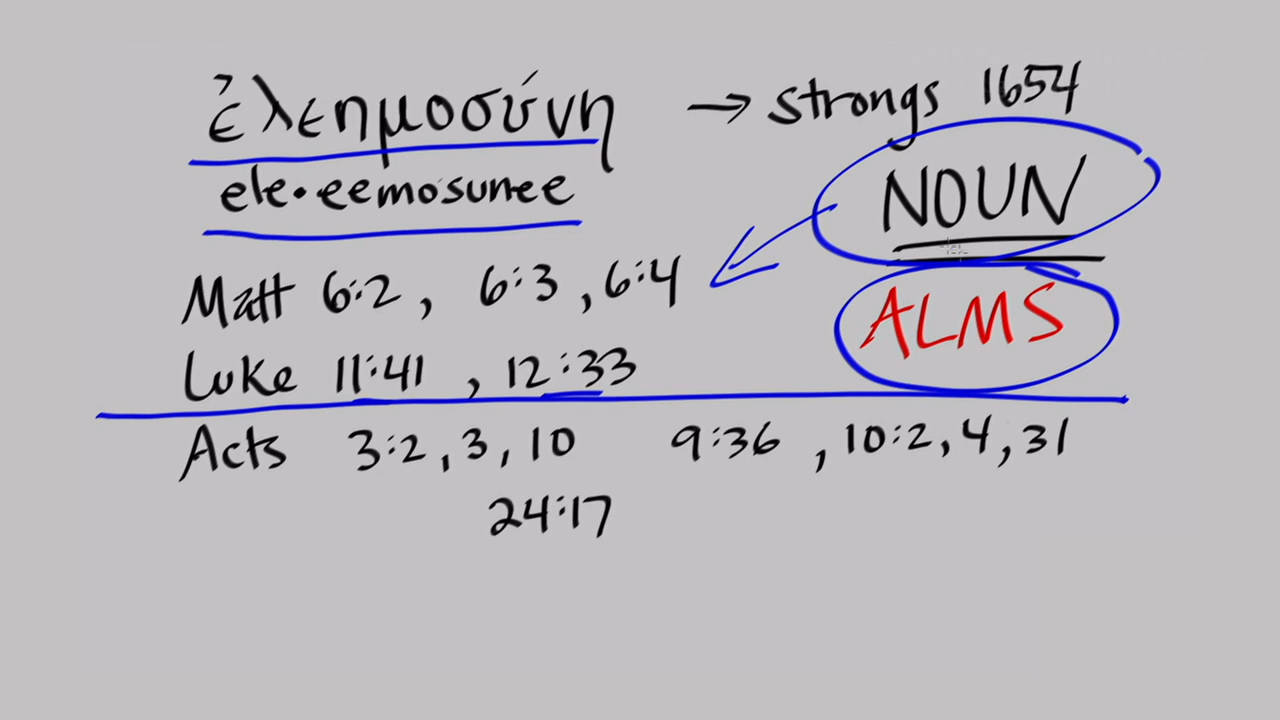 ἐλεημοσύνη → strongs 1654
ele•eemosunee NOUN
Matt 6:2, 6:3, 6:4 ALMS
Luke 11:41, 12:33
Acts 3:2, 3, 10 9:36, 10:2, 4, 31
24:17